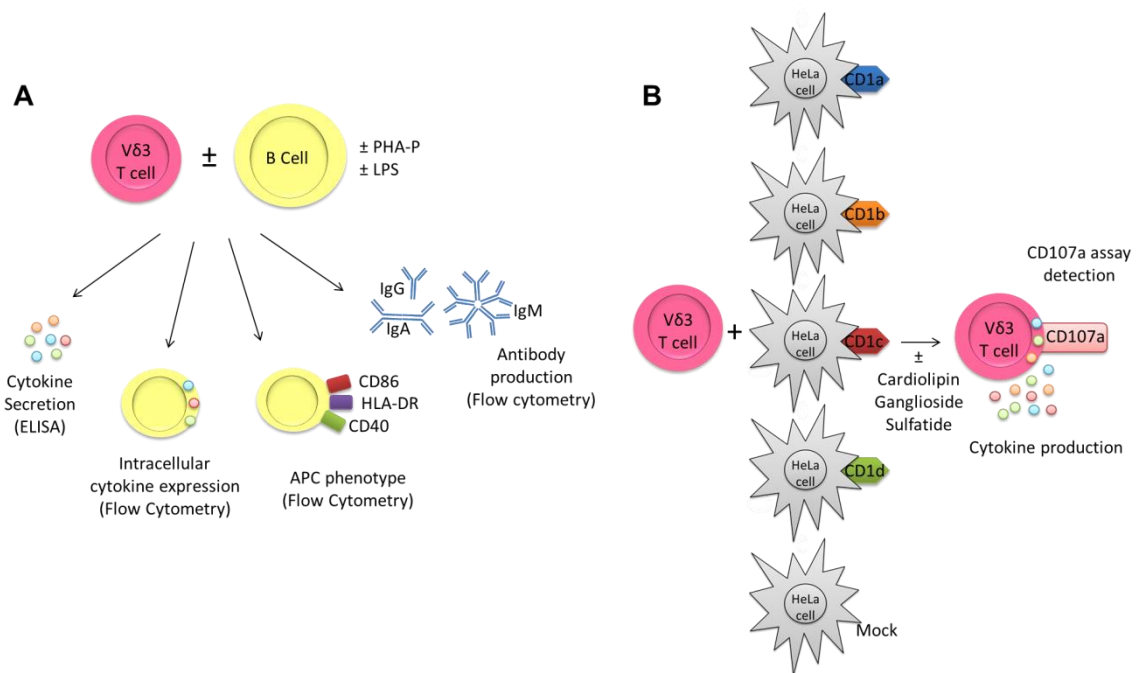 A
Vδ3
T cell
±
B Cell
± PHA-P
± LPS
Cytokine
Secretion
(ELISA)
Intracellular
cytokine expression
(Flow Cytometry)
CD86
HLA-DR
CD40
APC phenotype
(Flow Cytometry)
IgG
IgA
IgM
Antibody
production
(Flow cytometry)
B
HeLa
cell
CD1a
HeLa
cell
CD1b
Vδ3
T cell
+
HeLa
cell
CD1c
HeLa
cell
CD1d
HeLa
cell
Mock
±
Cardiolipin
Ganglioside
Sulfatide
CD107a assay
detection
Vδ3
T cell
CD107a
Cytokine production